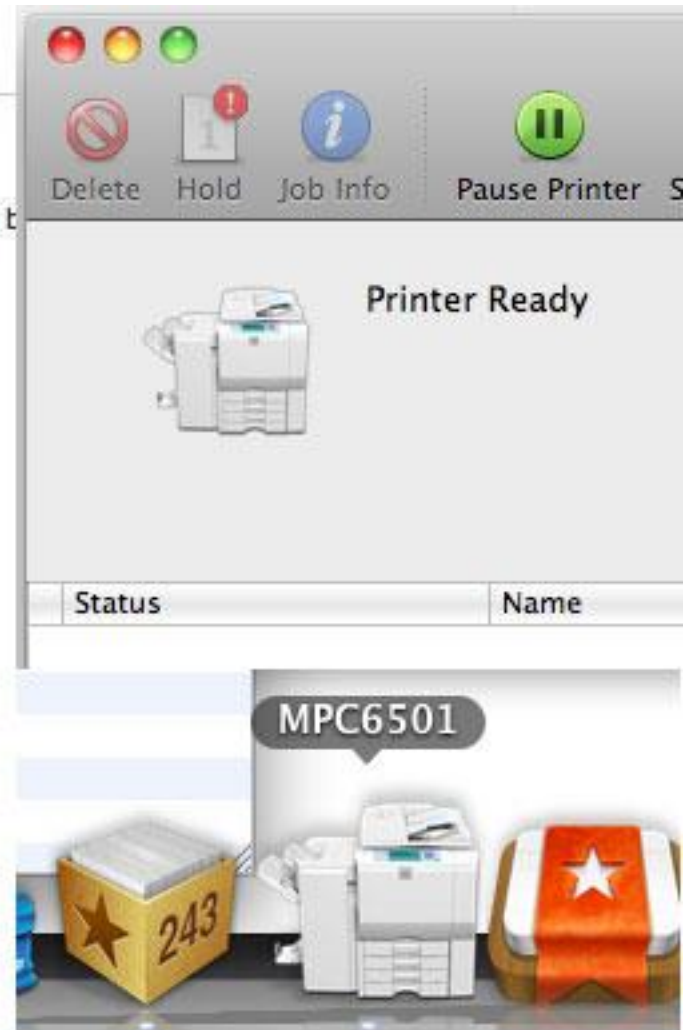 Delete Hold Job Info Pause Printer S
t
Printer Ready
Status Name
MPC6501
243